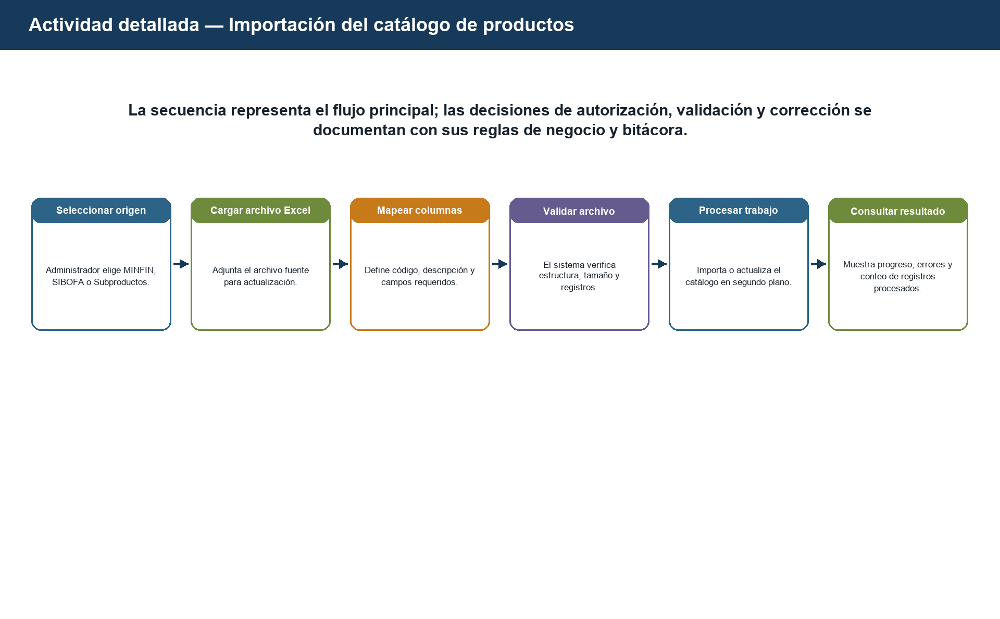 Actividad detallada — Importación del catálogo de productos
La secuencia representa el flujo principal; las decisiones de autorización, validación y corrección se
documentan con sus reglas de negocio y bitácora.
Seleccionar origen
Administrador elige MINFIN,
SIBOFA o Subproductos.
Cargar archivo Excel
Adjunta el archivo fuente
para actualización.
Mapear columnas
Define código, descripción y
campos requeridos.
Validar archivo
El sistema verifica
estructura, tamaño y
registros.
Procesar trabajo
Importa o actualiza el
catálogo en segundo plano.
Consultar resultado
Muestra progreso, errores y
conteo de registros
procesados.